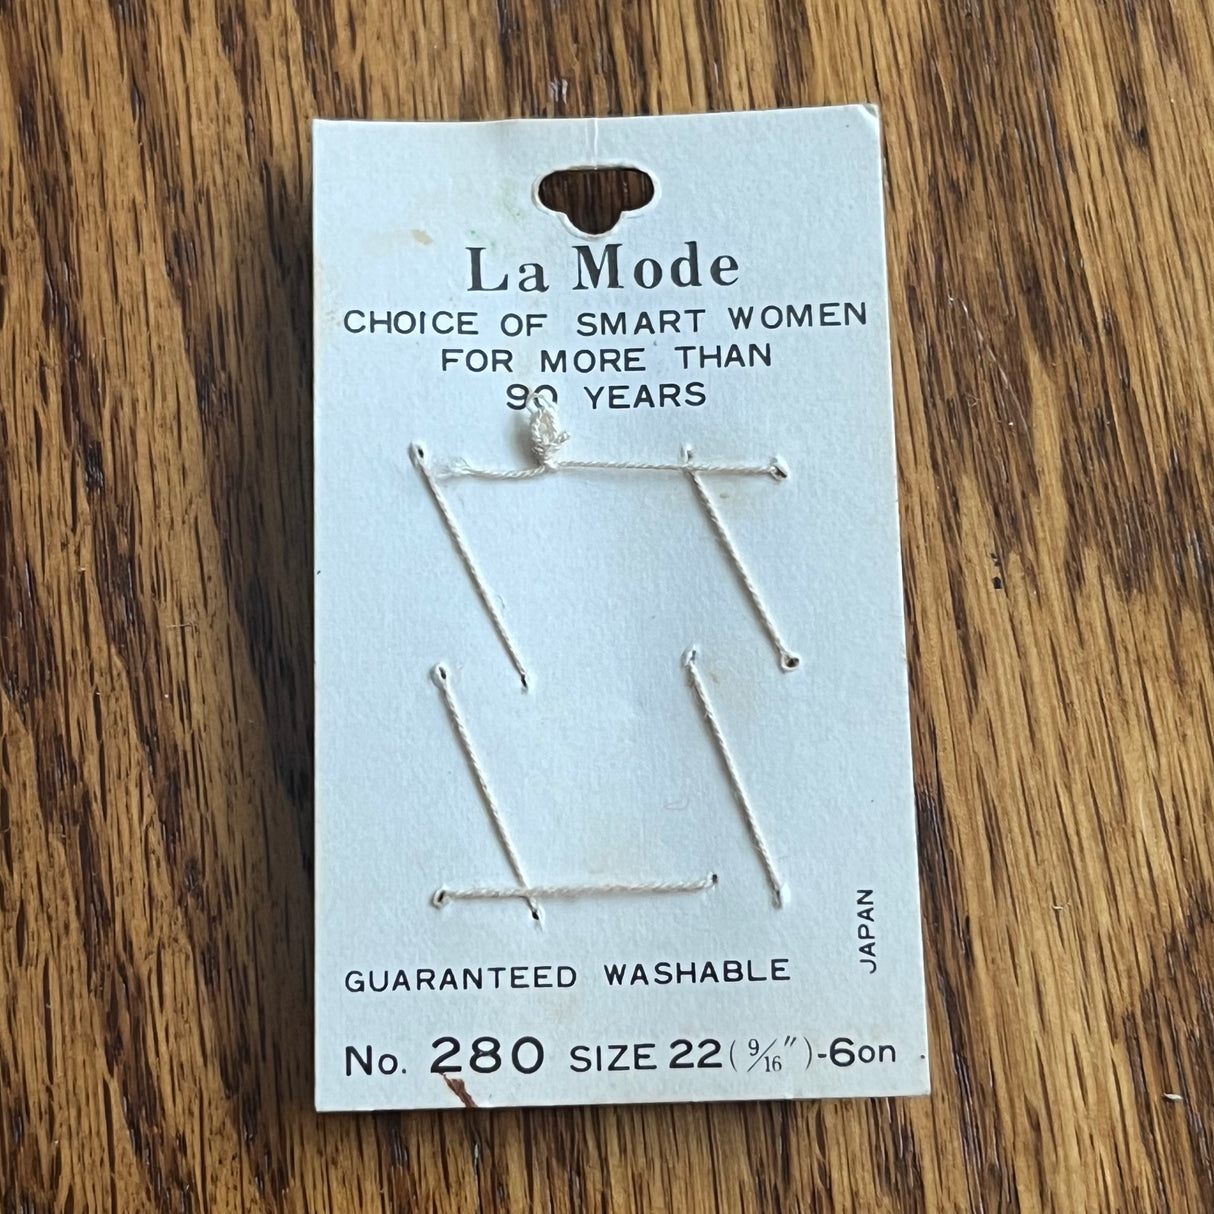 La Mode
CHOICE OF SMART WOMEN
FOR MORE THAN
90 YEARS
JAPAN
GUARANTEED WASHABLE
No. 280 SIZE 22 (9/16")-6on